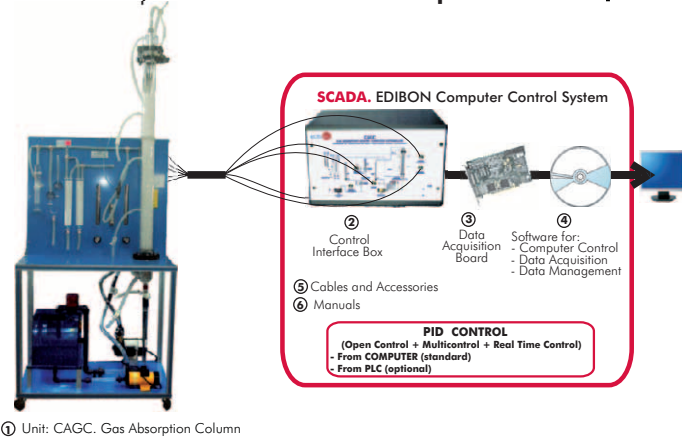 SCADA. EDIBON Computer Control System
②
Control
Interface Box
③
Data
Acquisition
Board
④
Software for:
- Computer Control
- Data Acquisition
- Data Management
⑤ Cables and Accessories
⑥ Manuals
PID CONTROL
(Open Control + Multicontrol + Real Time Control)
- From COMPUTER (standard)
- From PLC (optional)
① Unit: CAGC. Gas Absorption Column